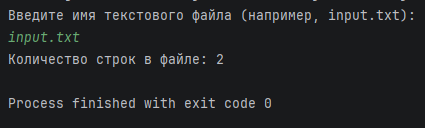 Введите имя текстового файла (например, input.txt):
input.txt
Количество строк в файле: 2
Process finished with exit code 0